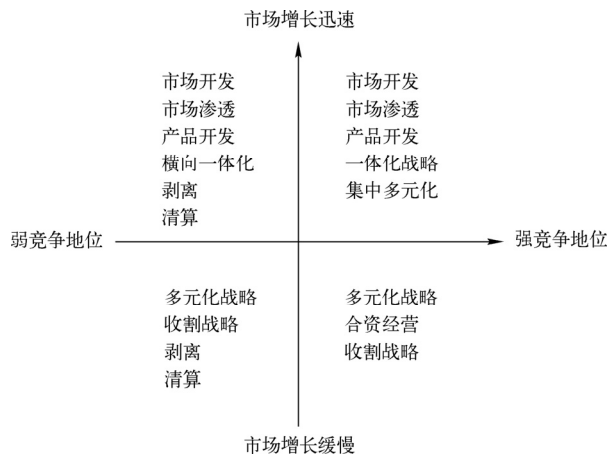 市场增长迅速
市场开发
市场渗透
产品开发
横向一体化
剥离
清算
市场开发
市场渗透
产品开发
一体化战略
集中多元化
弱竞争地位
强竞争地位
多元化战略
收割战略
剥离
清算
多元化战略
合资经营
收割战略
市场增长缓慢